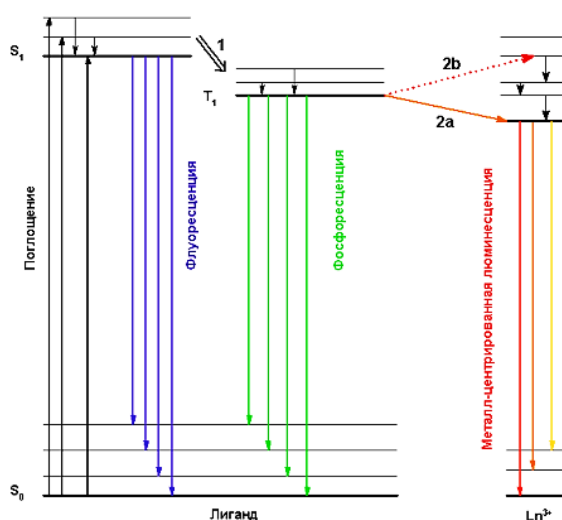 S1
1
T1
2b
2a
Поглощение
Флуоресценция
Фосфоресценция
Металл-центрированная люминесценция
S0
Лиганд
Ln3+